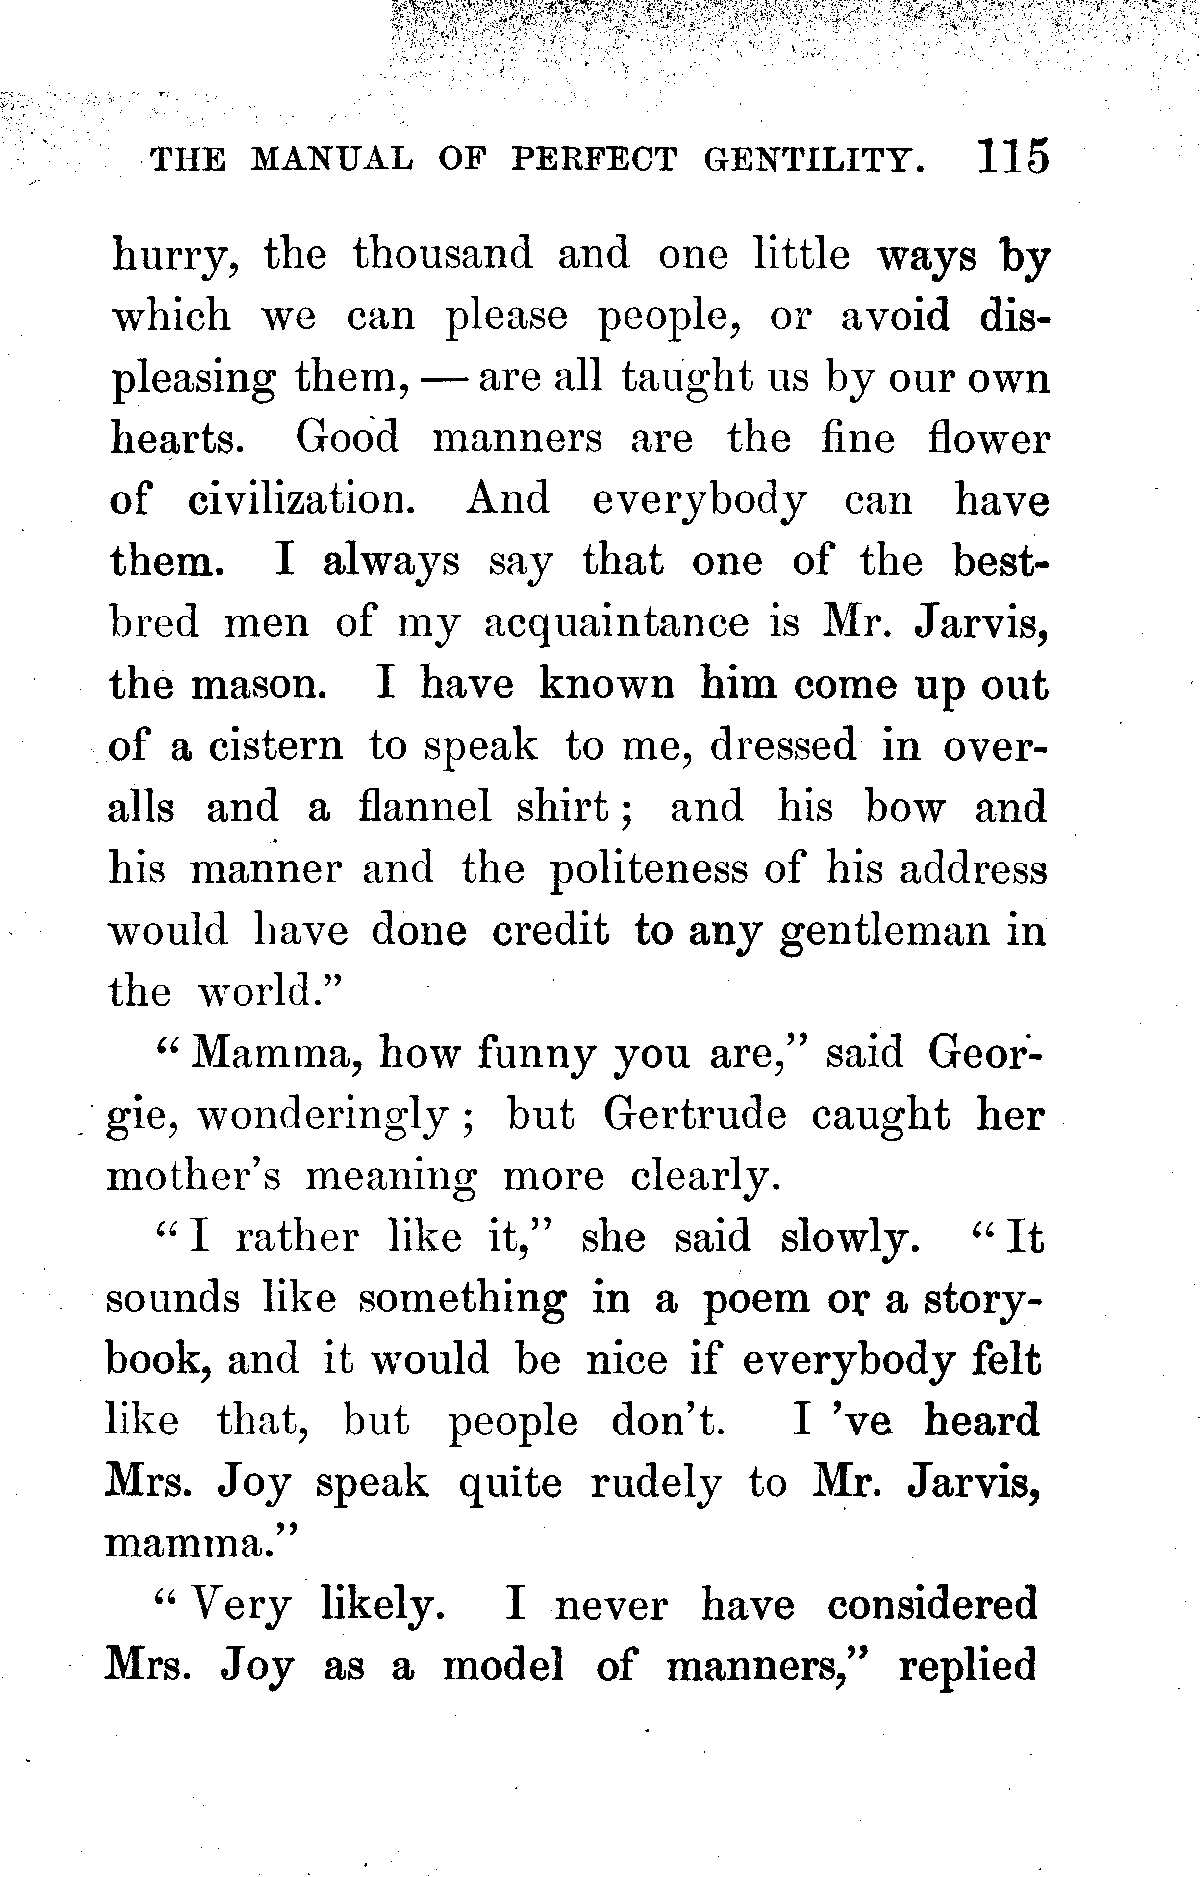 THE MANUAL OF PERFECT GENTILITY. 115
hurry, the thousand and one little ways by
which we can please people, or avoid dis-
pleasing them, — are all taught us by our own
hearts. Good manners are the fine flower
of civilization. And everybody can have
them. I always say that one of the best-
bred men of my acquaintance is Mr. Jarvis,
the mason. I have known him come up out
of a cistern to speak to me, dressed in over-
alls and a flannel shirt; and his bow and
his manner and the politeness of his address
would have done credit to any gentleman in
the world."
"Mamma, how funny you are," said Geor-
gie, wonderingly; but Gertrude caught her
mother's meaning more clearly.
"I rather like it," she said slowly. "It
sounds like something in a poem or a story-
book, and it would be nice if everybody felt
like that, but people don't. I 've heard
Mrs. Joy speak quite rudely to Mr. Jarvis,
mamma."
"Very likely. I never have considered
Mrs. Joy as a model of manners," replied